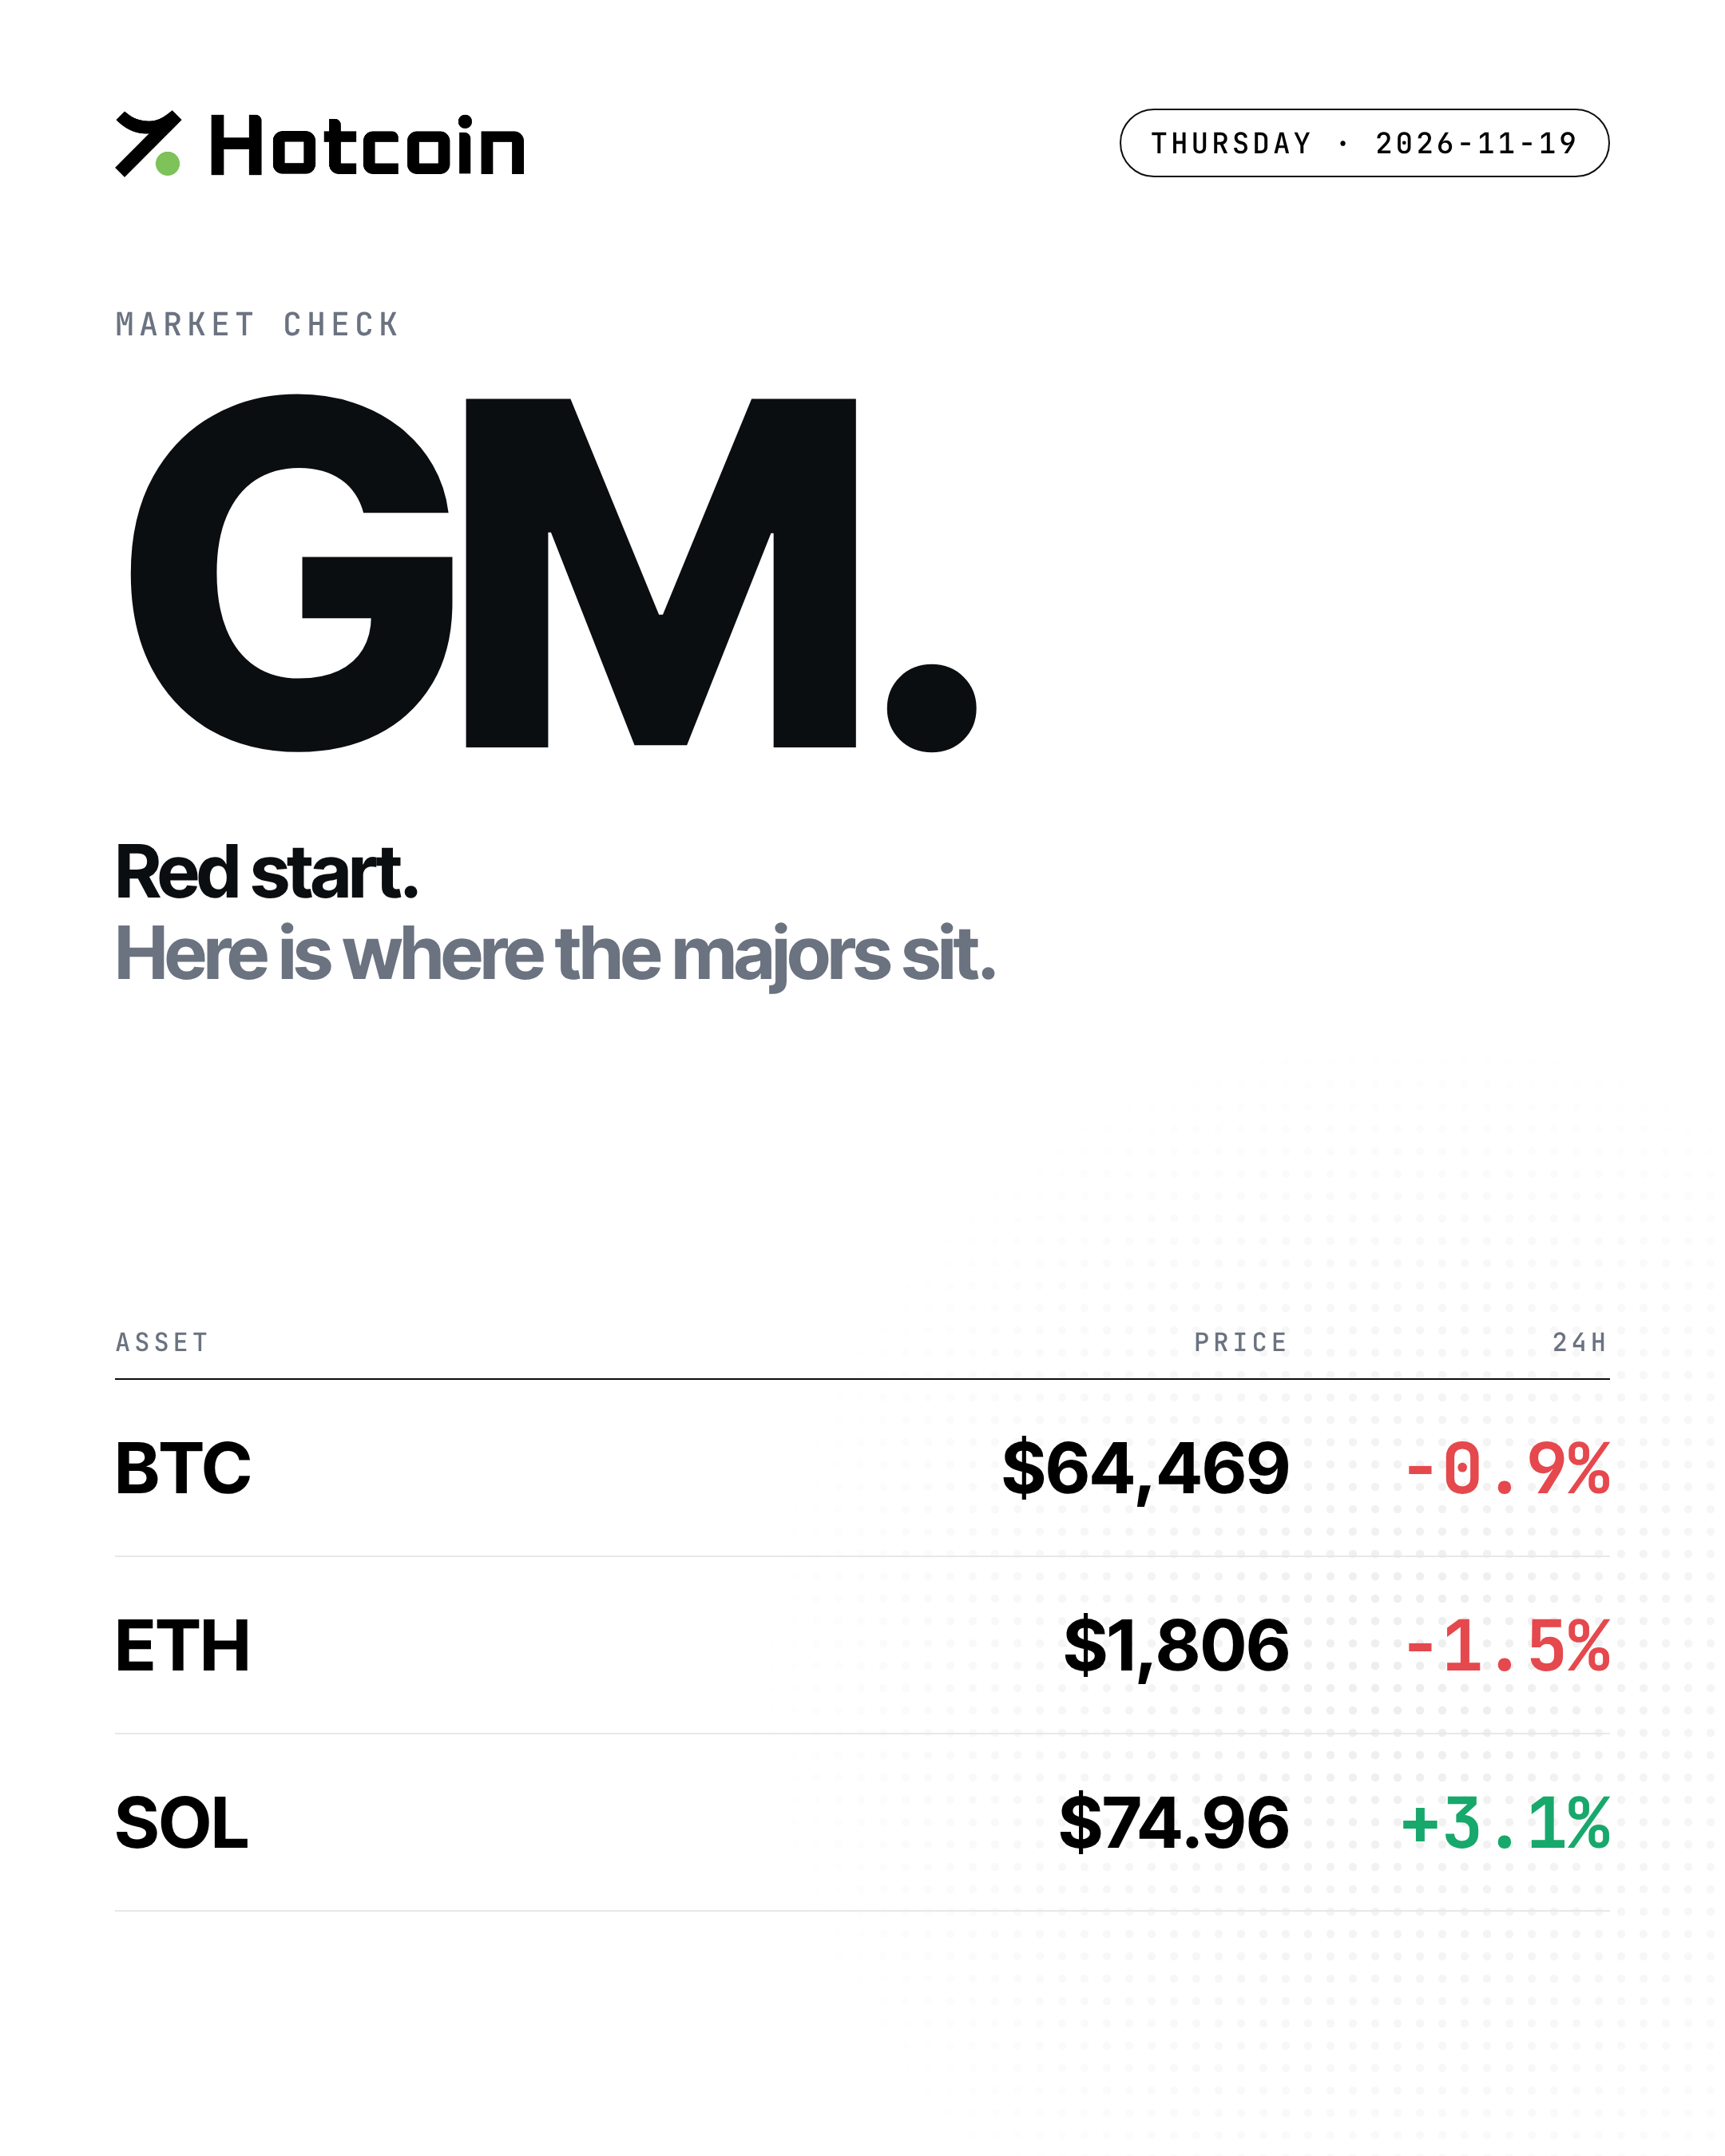 Hotcoin
THURSDAY · 2026-11-19
MARKET CHECK
GM.
Red start.
Here is where the majors sit.
ASSET PRICE 24H
BTC $64,469 -0.9%
ETH $1,806 -1.5%
SOL $74.96 +3.1%